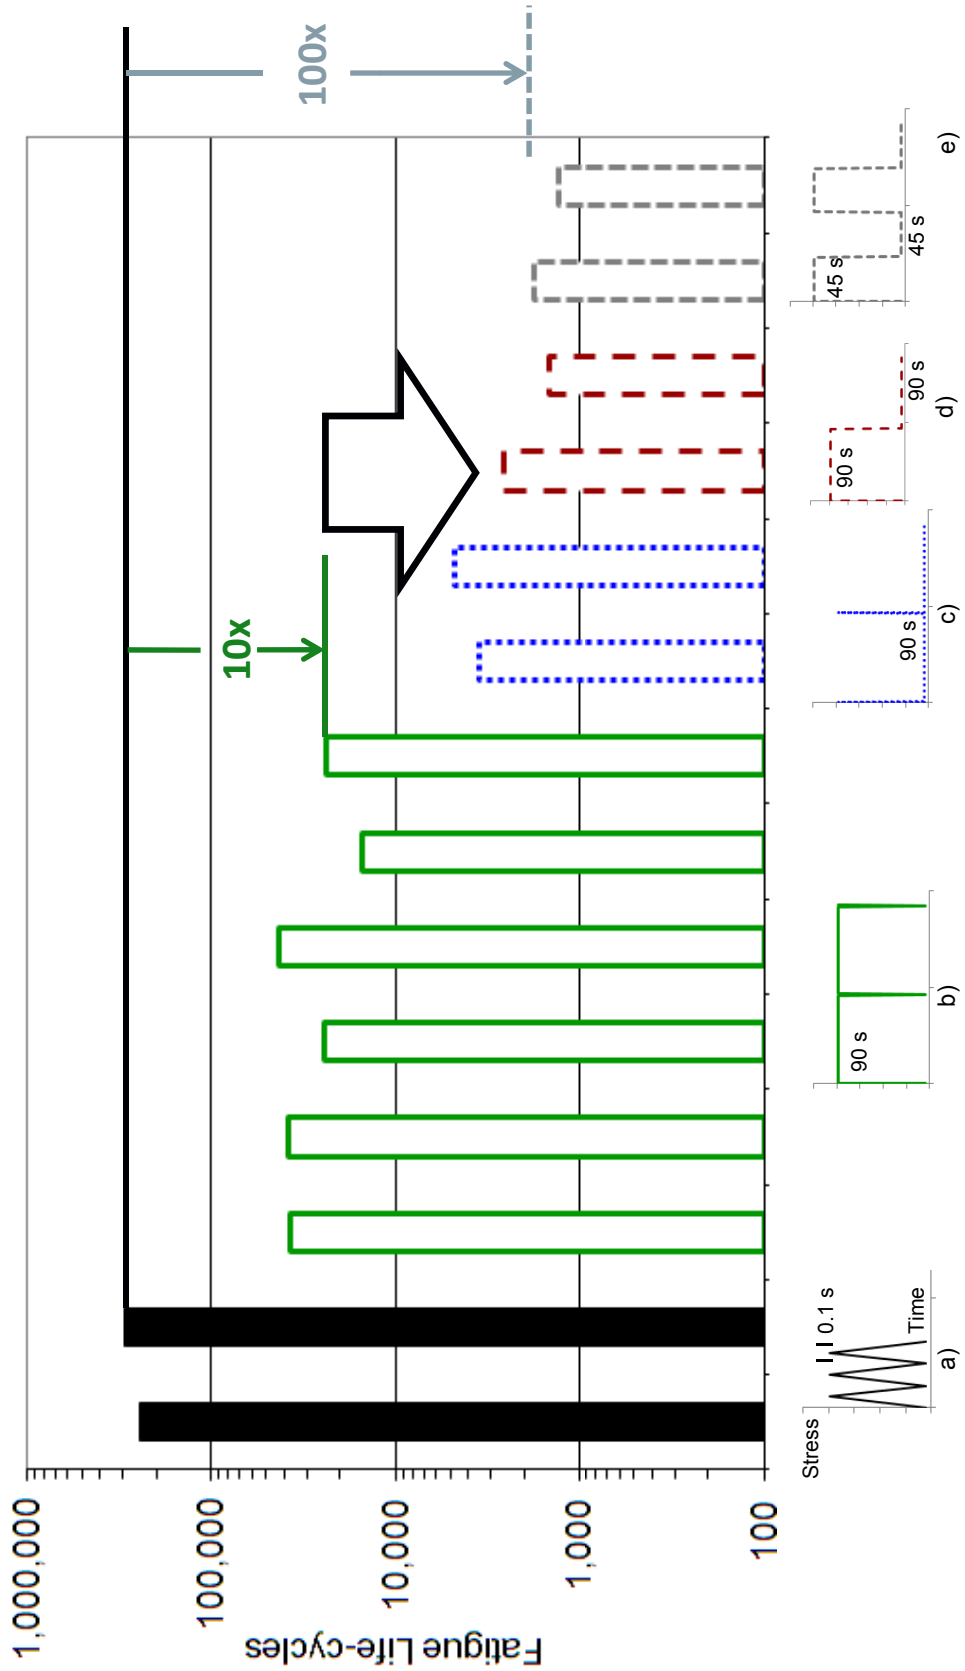 Fatigue Life-cycles
1,000,000
100,000
10,000
1,000
100
10x
100x
Stress
0.1 s
Time
90 s
90 s
90 s
90 s
45 s
45 s
a)
b)
c)
d)
e)